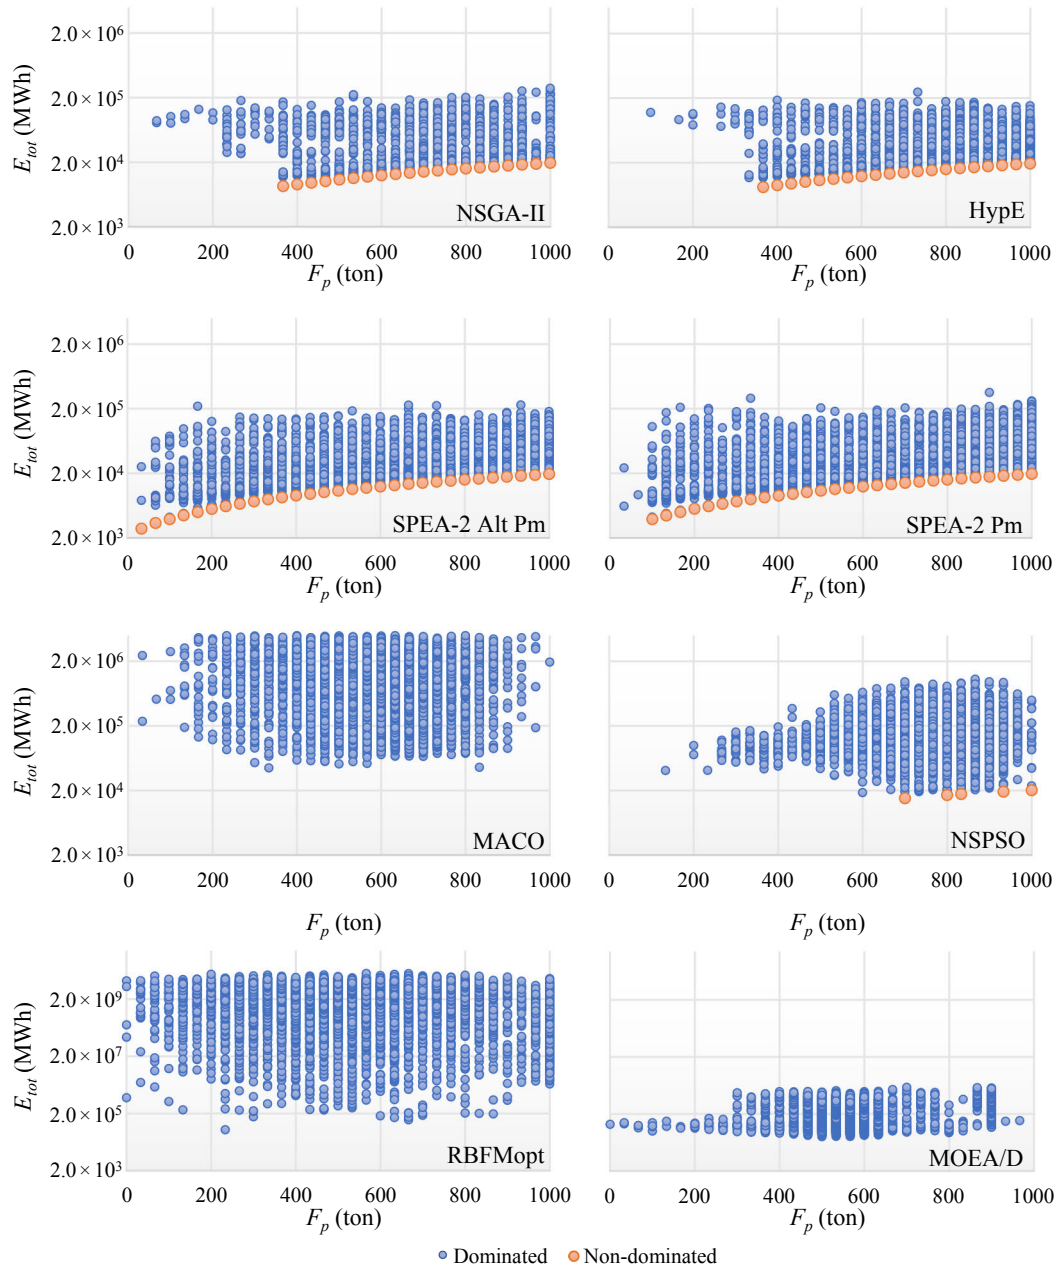 2.0 × 10⁶
2.0 × 10⁵
2.0 × 10⁴
2.0 × 10³
E_tot (MWh)
NSGA-II
0 200 400 600 800 1000
F_p (ton)
HypE
0 200 400 600 800 1000
F_p (ton)
2.0 × 10⁶
2.0 × 10⁵
2.0 × 10⁴
2.0 × 10³
E_tot (MWh)
SPEA-2 Alt Pm
0 200 400 600 800 1000
F_p (ton)
SPEA-2 Pm
0 200 400 600 800 1000
F_p (ton)
2.0 × 10⁶
2.0 × 10⁵
2.0 × 10⁴
2.0 × 10³
E_tot (MWh)
MACO
0 200 400 600 800 1000
F_p (ton)
NSPSO
0 200 400 600 800 1000
F_p (ton)
2.0 × 10⁹
2.0 × 10⁷
2.0 × 10⁵
2.0 × 10³
E_tot (MWh)
RBFMopt
0 200 400 600 800 1000
F_p (ton)
MOEA/D
0 200 400 600 800 1000
F_p (ton)
Dominated Non-dominated